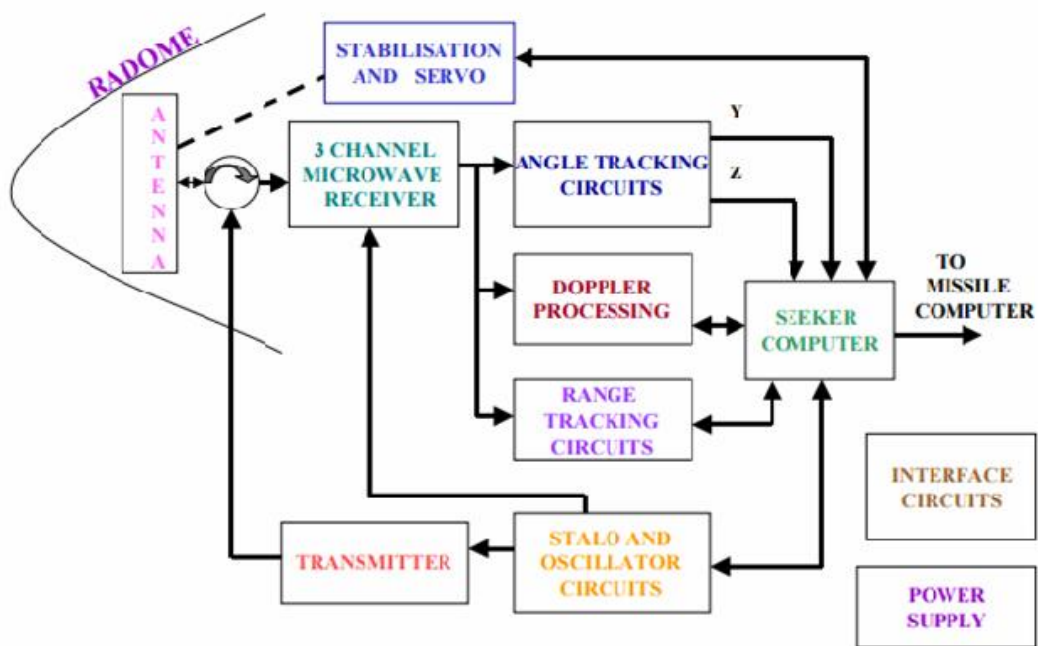 RADOME
ANTENNA
STABILISATION
AND SERVO
3 CHANNEL
MICROWAVE
RECEIVER
ANGLE TRACKING
CIRCUITS
Y
Z
DOPPLER
PROCESSING
SEEKER
COMPUTER
TO
MISSILE
COMPUTER
RANGE
TRACKING
CIRCUITS
INTERFACE
CIRCUITS
TRANSMITTER
STALO AND
OSCILLATOR
CIRCUITS
POWER
SUPPLY